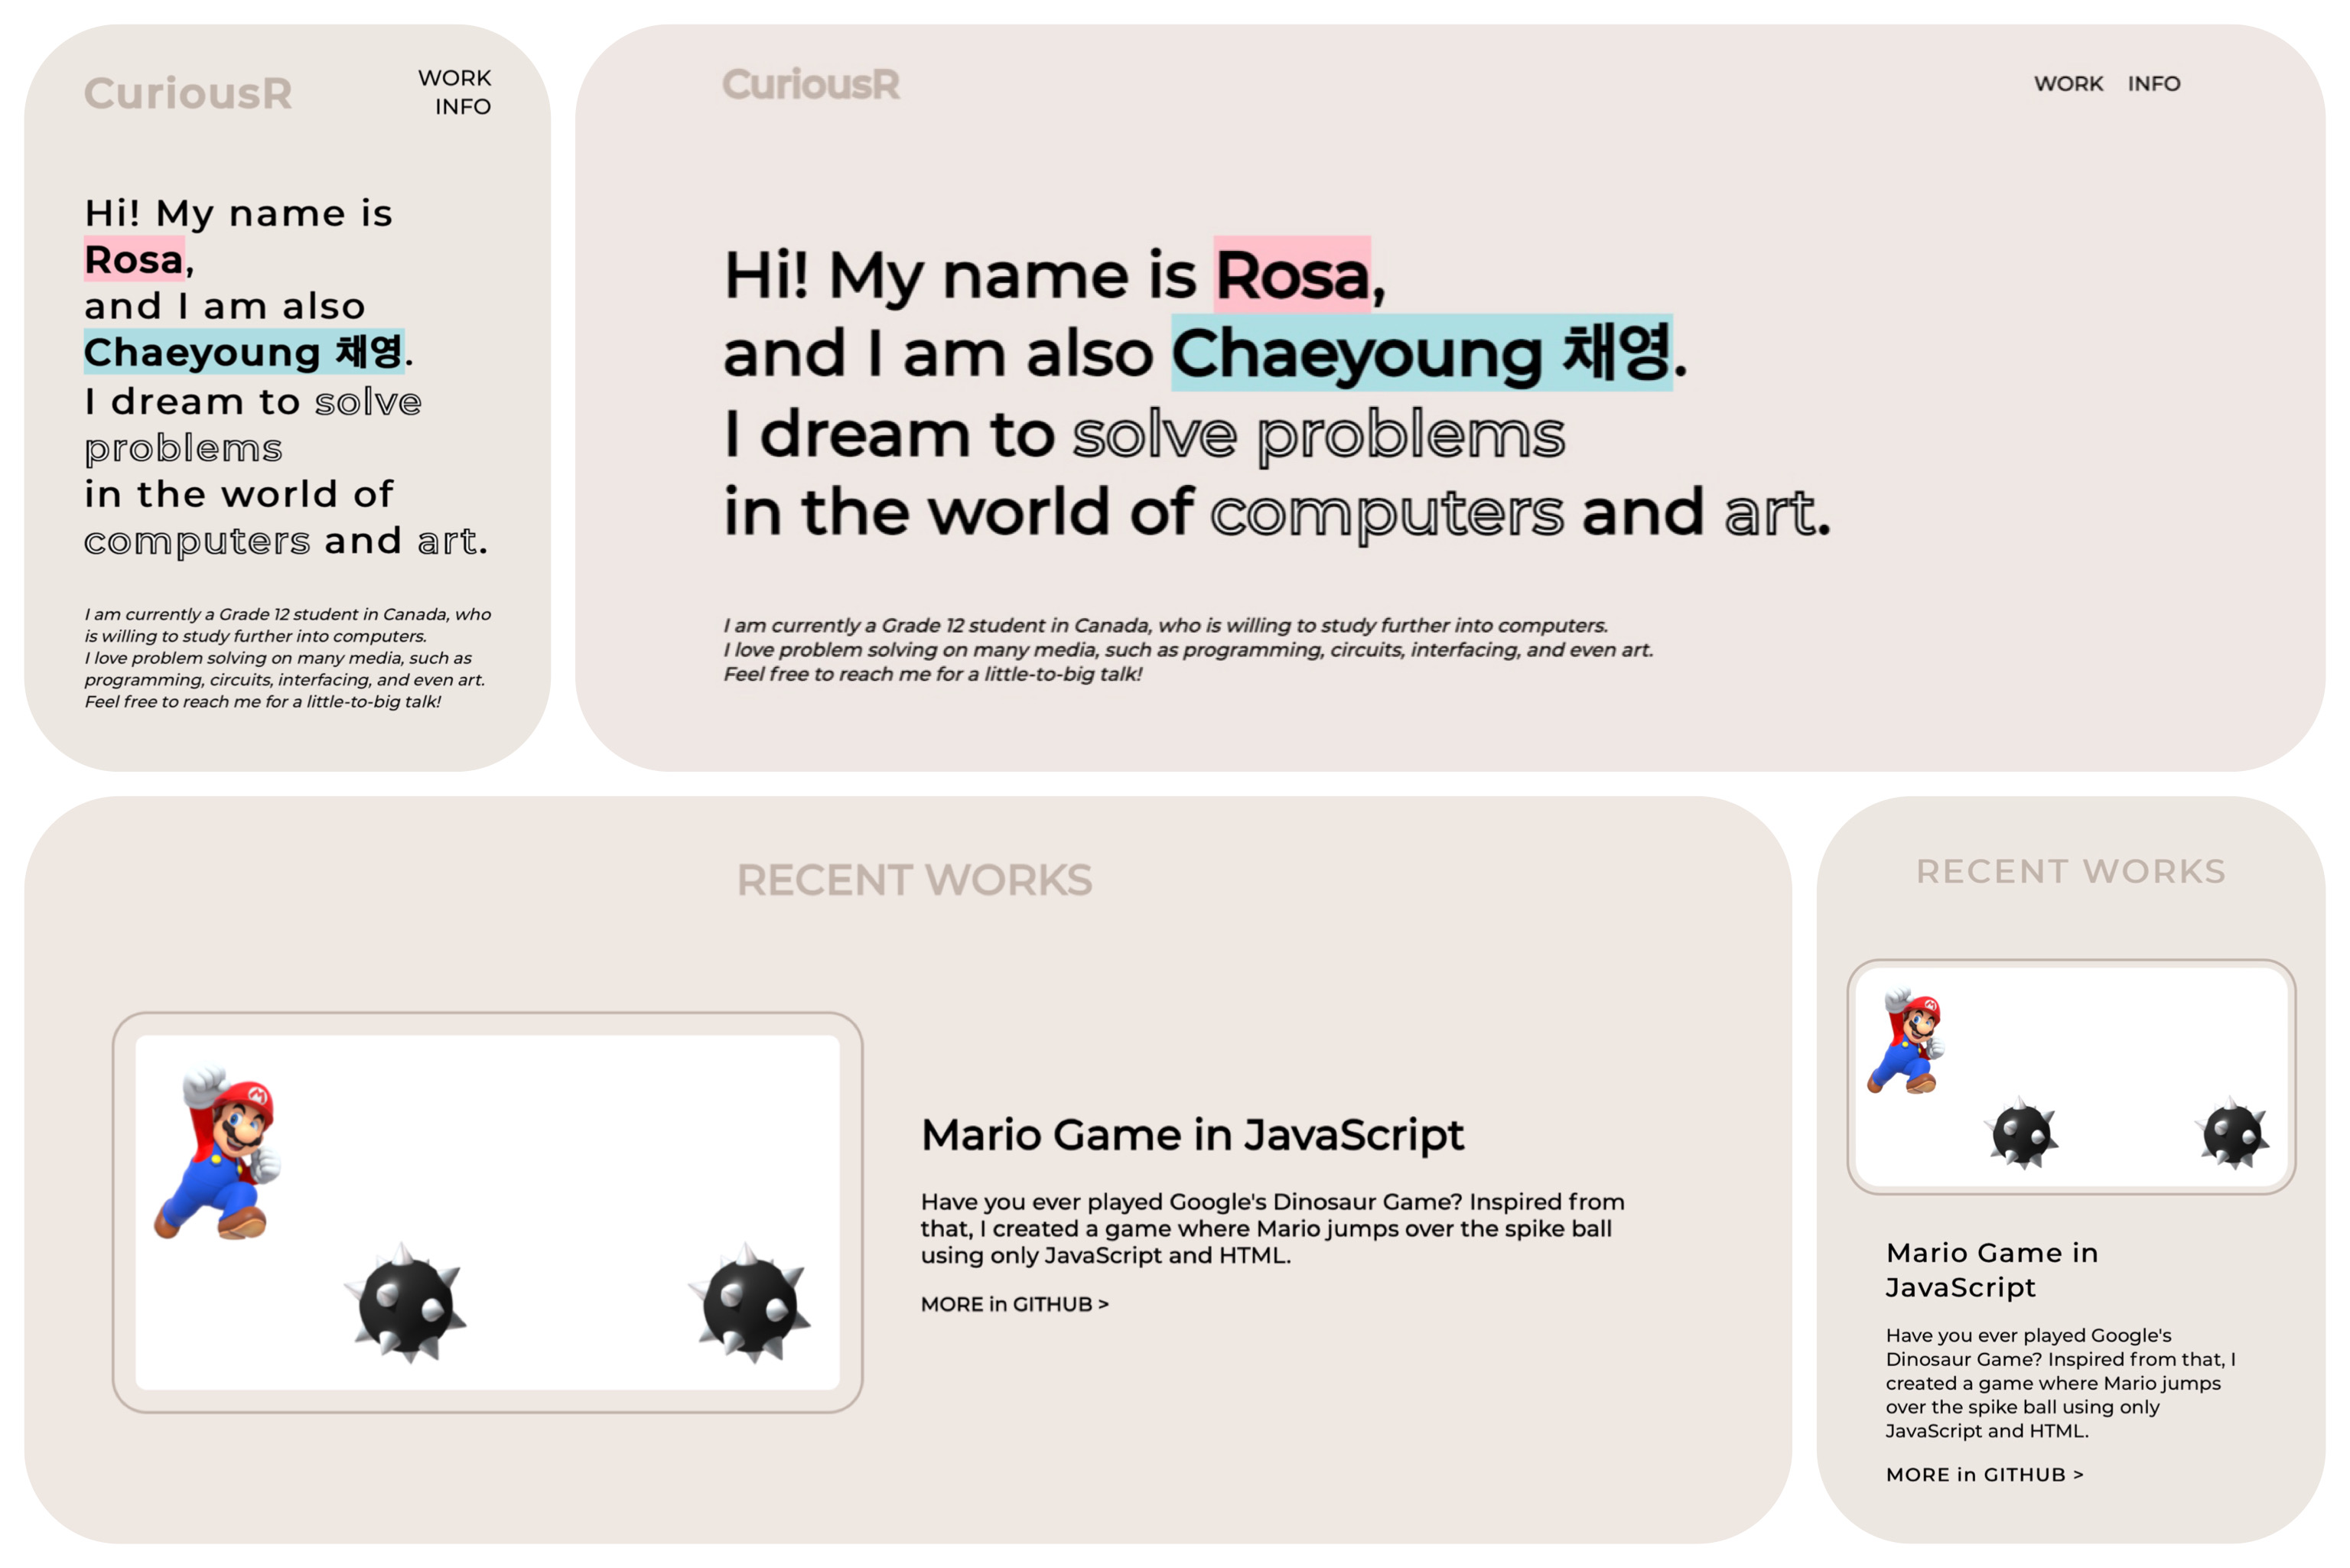 CuriousR
WORK
INFO
Hi! My name is
Rosa,
and I am also
Chaeyoung 채영.
I dream to solve
problems
in the world of
computers and art.
I am currently a Grade 12 student in Canada, who
is willing to study further into computers.
I love problem solving on many media, such as
programming, circuits, interfacing, and even art.
Feel free to reach me for a little-to-big talk!
CuriousR
WORK INFO
Hi! My name is Rosa,
and I am also Chaeyoung 채영.
I dream to solve problems
in the world of computers and art.
I am currently a Grade 12 student in Canada, who is willing to study further into computers.
I love problem solving on many media, such as programming, circuits, interfacing, and even art.
Feel free to reach me for a little-to-big talk!
RECENT WORKS
M
Mario Game in JavaScript
Have you ever played Google's Dinosaur Game? Inspired from
that, I created a game where Mario jumps over the spike ball
using only JavaScript and HTML.
MORE in GITHUB >
RECENT WORKS
M
Mario Game in
JavaScript
Have you ever played Google's
Dinosaur Game? Inspired from that, I
created a game where Mario jumps
over the spike ball using only
JavaScript and HTML.
MORE in GITHUB >